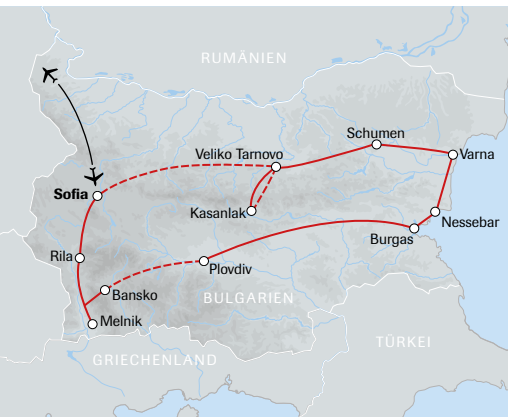 RUMÄNIEN
Schumen
Veliko Tarnovo
Varna
Sofia
Kasanlak
Nessebar
Burgas
Rila
Plovdiv
Bansko
BULGARIEN
Melnik
TÜRKEI
GRIECHENLAND